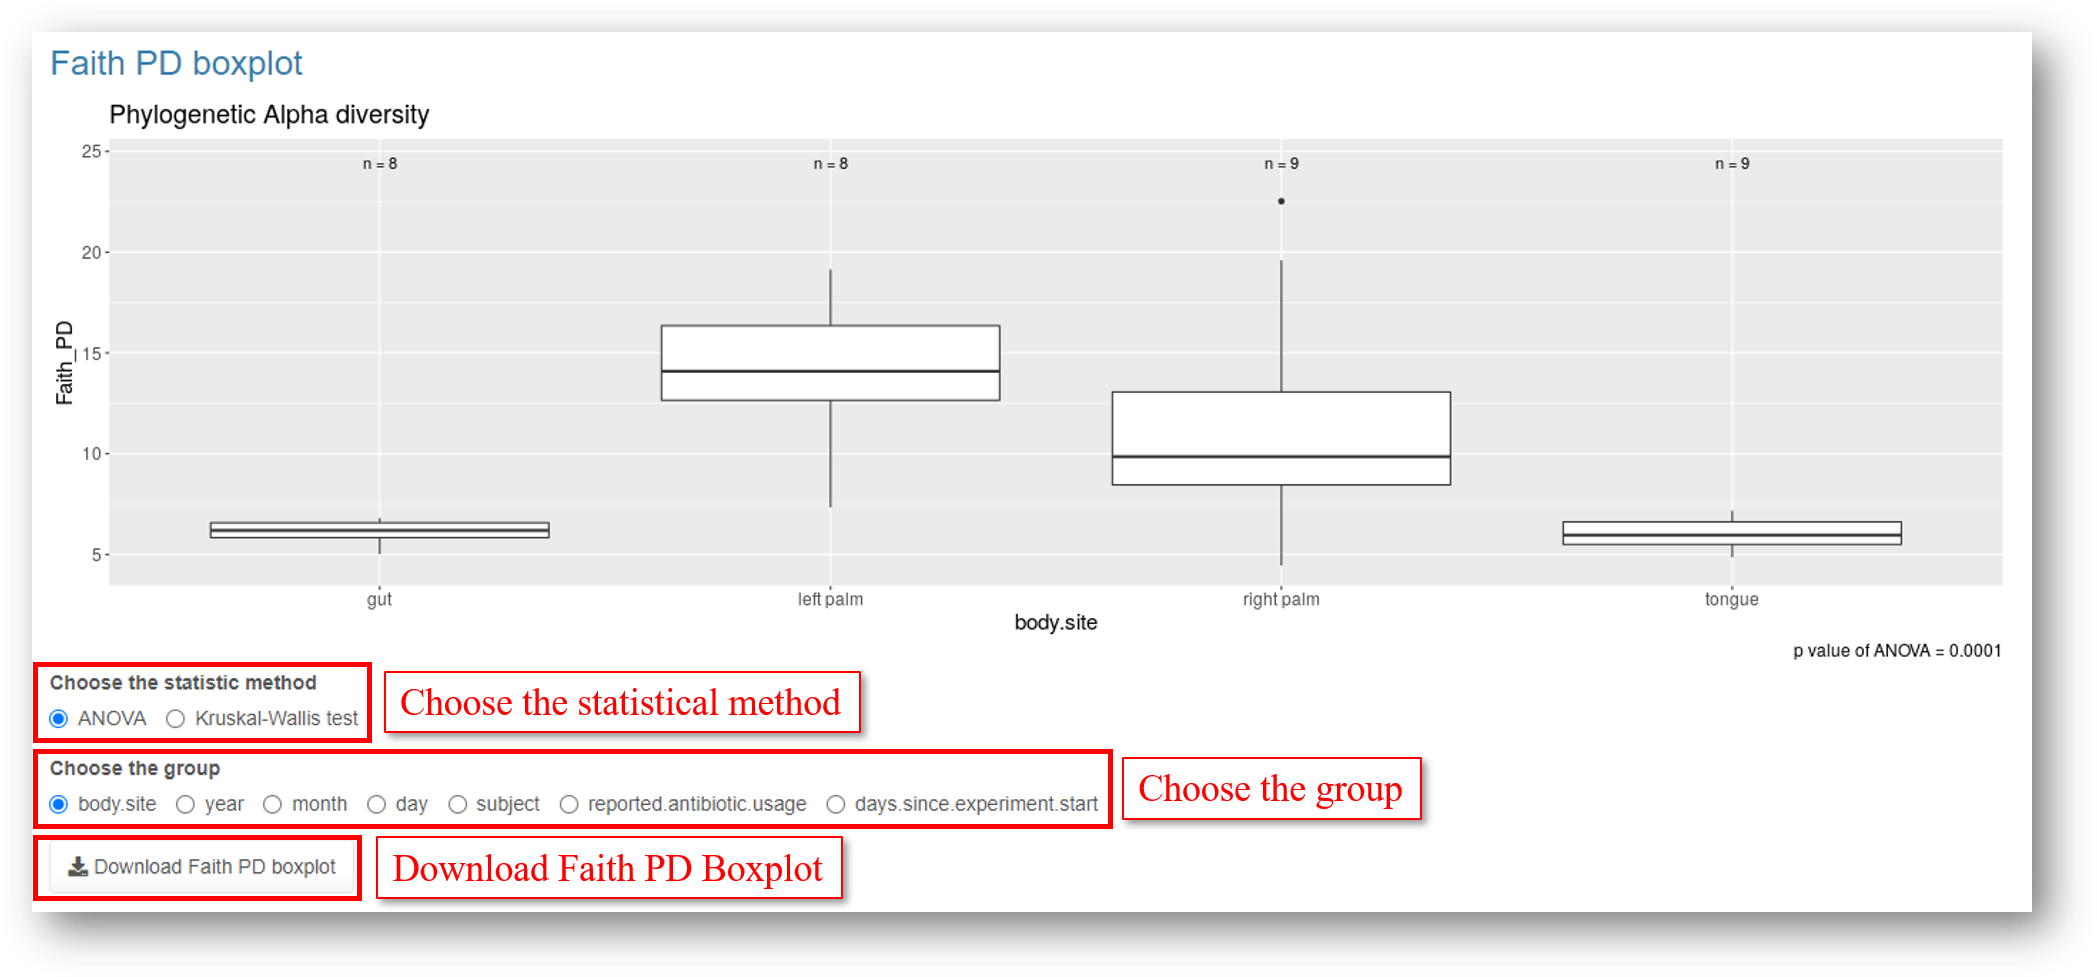 Faith PD boxplot
Phylogenetic Alpha diversity
25
n = 8
n = 8
n = 9
n = 9
20
15
10
5
Faith_PD
gut
left palm
right palm
tongue
body.site
p value of ANOVA = 0.0001
Choose the statistic method
ANOVA Kruskal-Wallis test
Choose the statistical method
Choose the group
body.site year month day subject reported.antibiotic.usage days.since.experiment.start
Choose the group
Download Faith PD boxplot
Download Faith PD Boxplot